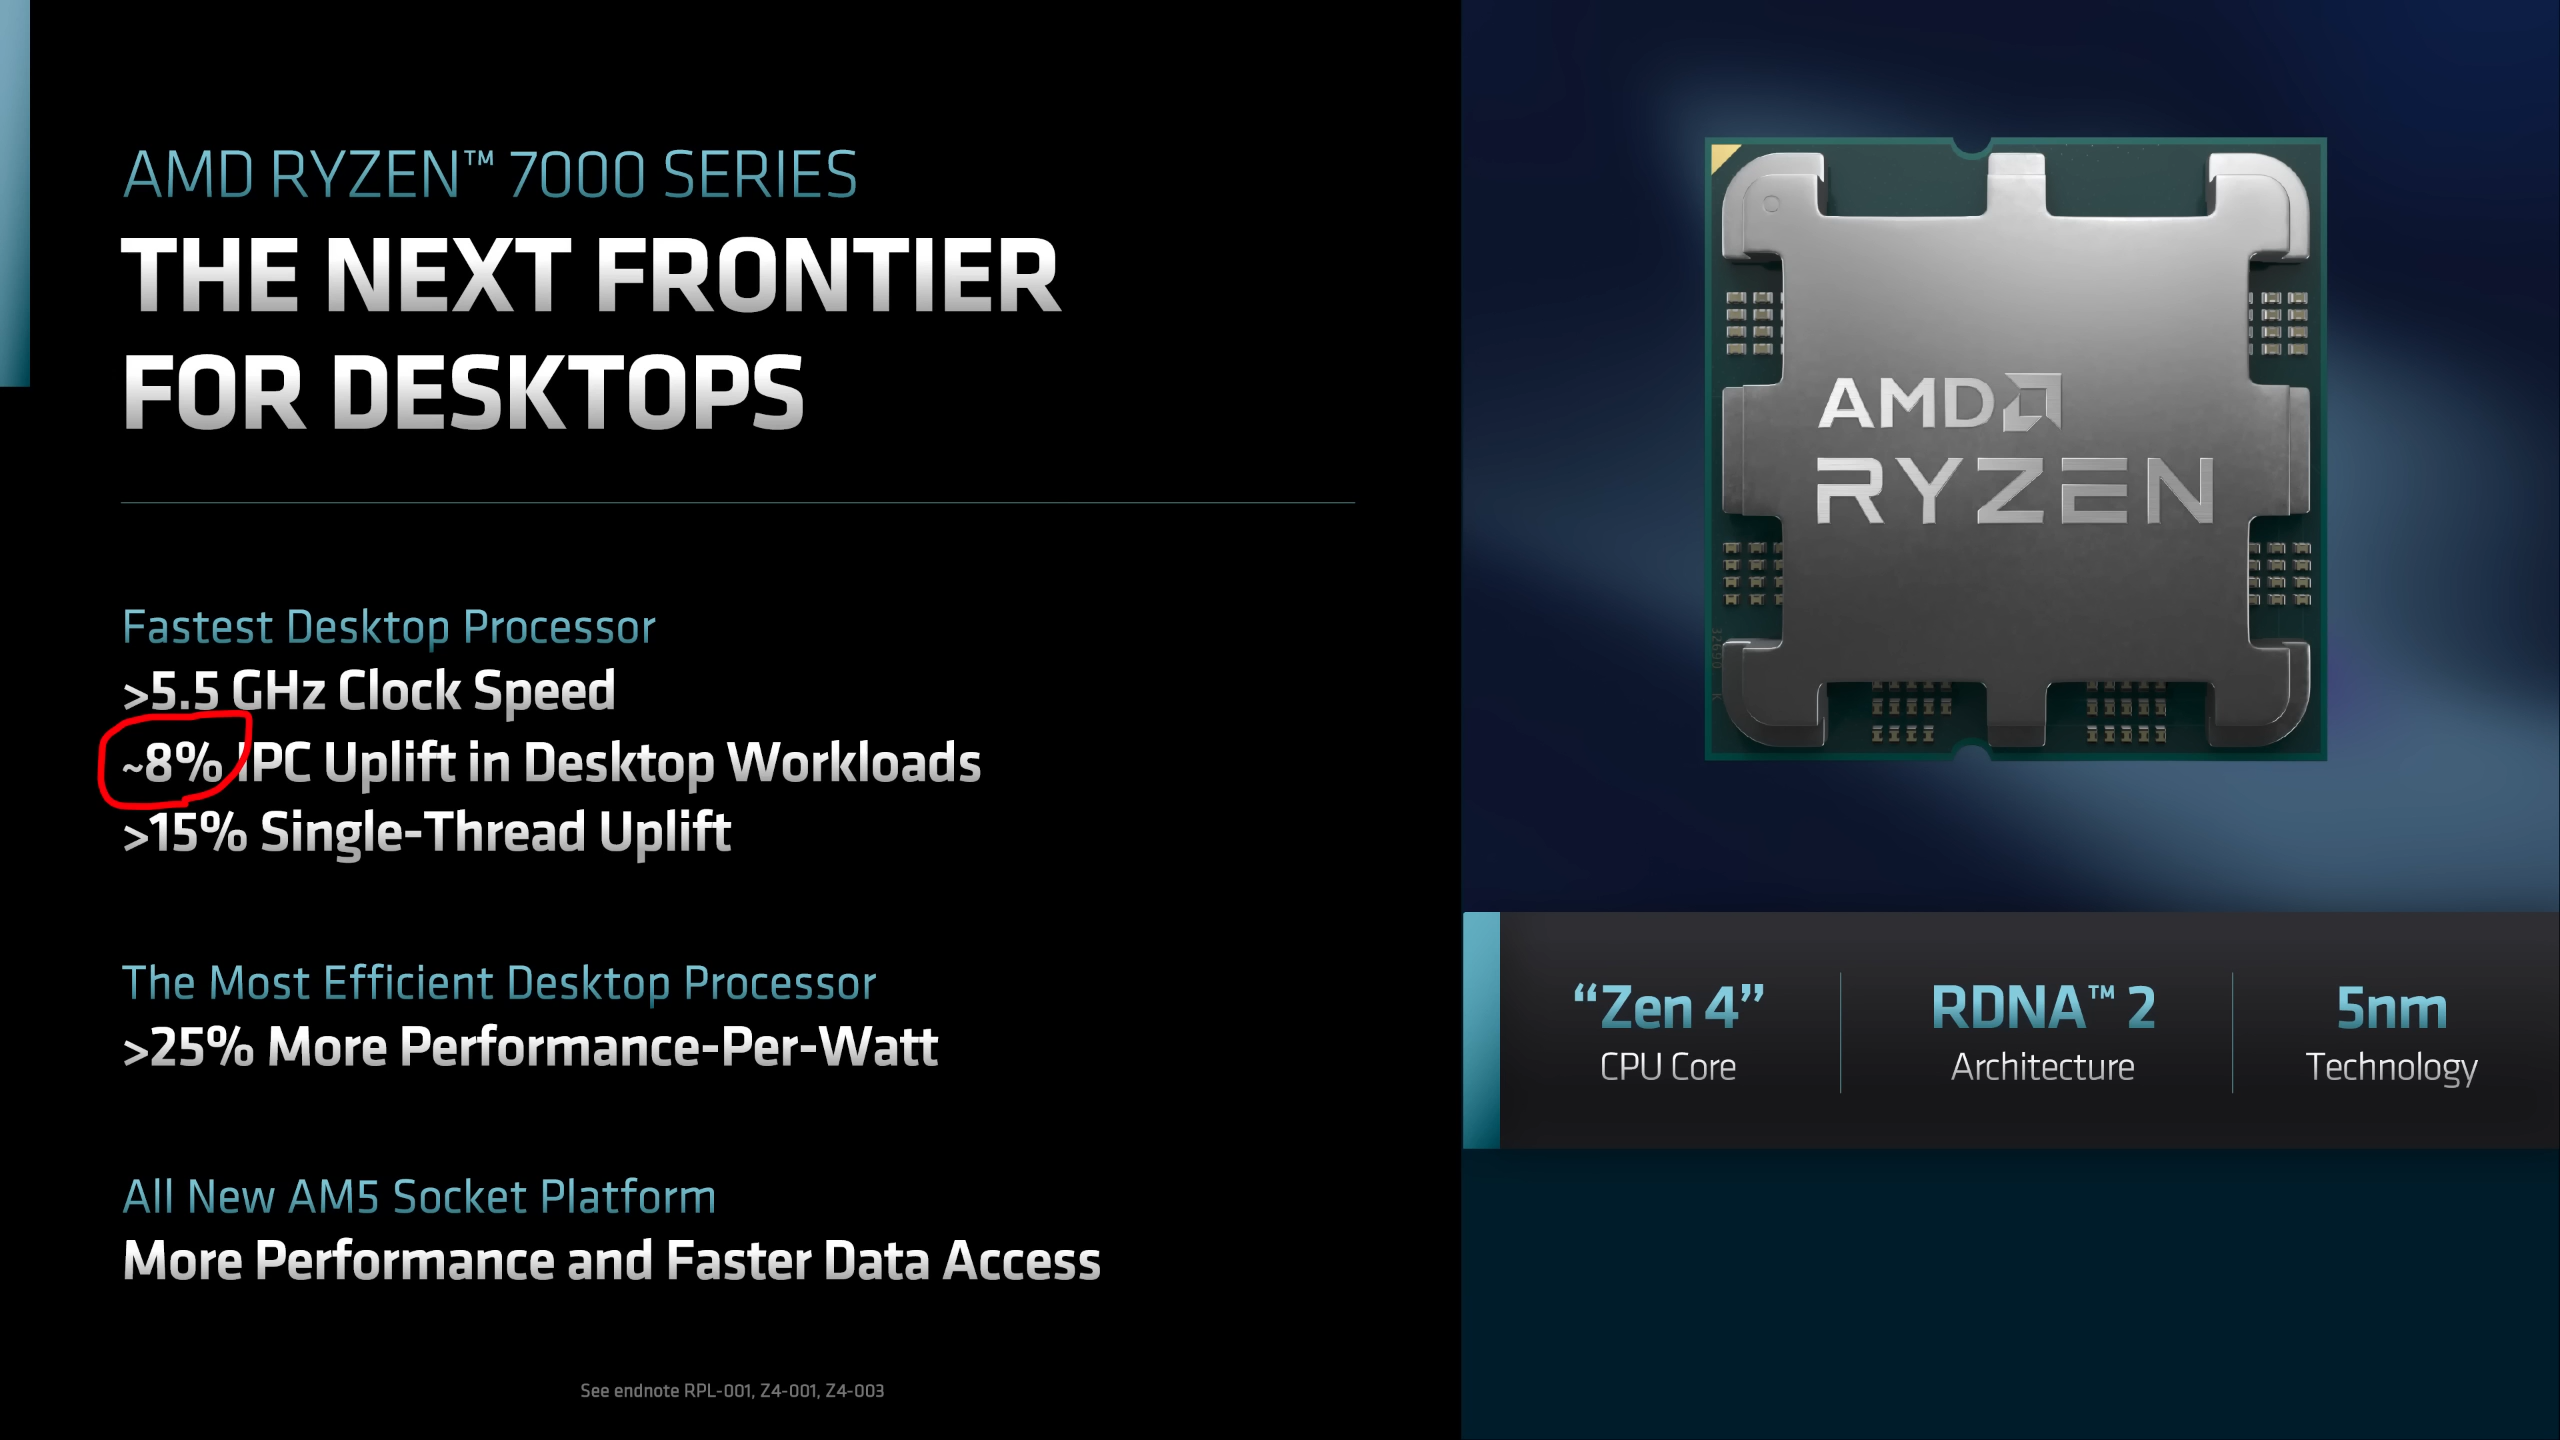 AMD RYZEN™ 7000 SERIES
THE NEXT FRONTIER
FOR DESKTOPS
Fastest Desktop Processor
>5.5 GHz Clock Speed
~8% IPC Uplift in Desktop Workloads
>15% Single-Thread Uplift
The Most Efficient Desktop Processor
>25% More Performance-Per-Watt
All New AM5 Socket Platform
More Performance and Faster Data Access
See endnote RPL-001, Z4-001, Z4-003
AMD
RYZEN
“Zen 4”
CPU Core
RDNA™ 2
Architecture
5nm
Technology